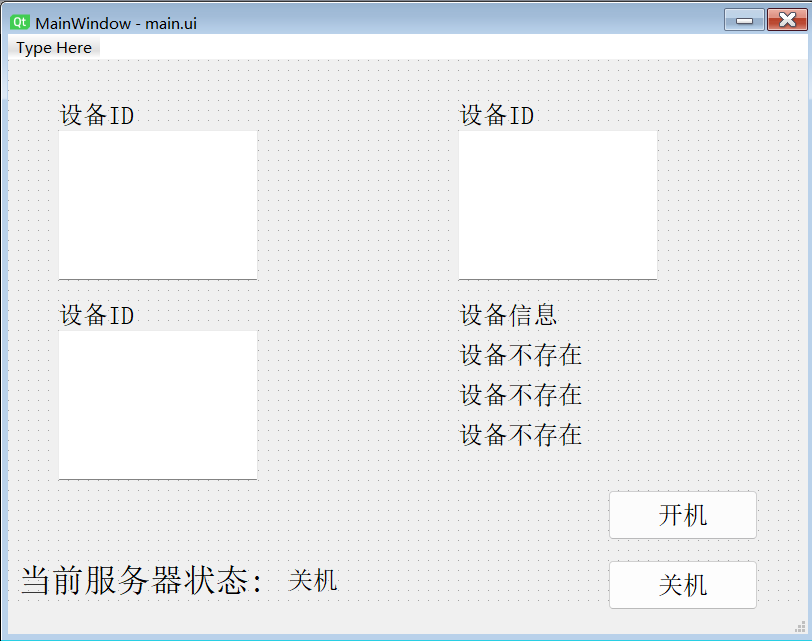 Qt MainWindow - main.ui
Type Here
设备ID
设备ID
设备ID
设备信息
设备不存在
设备不存在
设备不存在
开机
当前服务器状态: 关机
关机